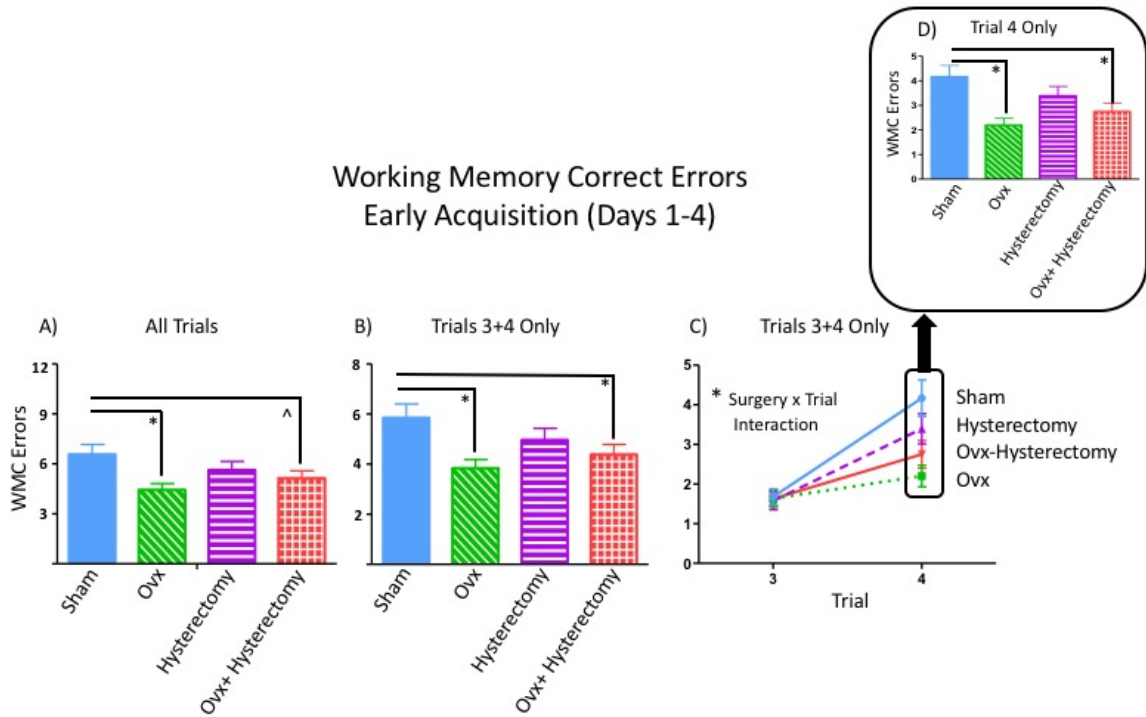 D) Trial 4 Only
WMC Errors
5
4
3
2
1
0
*
*
Sham
Ovx
Hysterectomy
Ovx+ Hysterectomy
Working Memory Correct Errors
Early Acquisition (Days 1-4)
A) All Trials
WMC Errors
12
9
6
3
*
^
Sham
Ovx
Hysterectomy
Ovx+ Hysterectomy
B) Trials 3+4 Only
8
6
4
2
*
*
Sham
Ovx
Hysterectomy
Ovx+ Hysterectomy
C) Trials 3+4 Only
5
4
3
2
1
0
* Surgery x Trial
Interaction
Sham
Hysterectomy
Ovx-Hysterectomy
Ovx
3 4
Trial